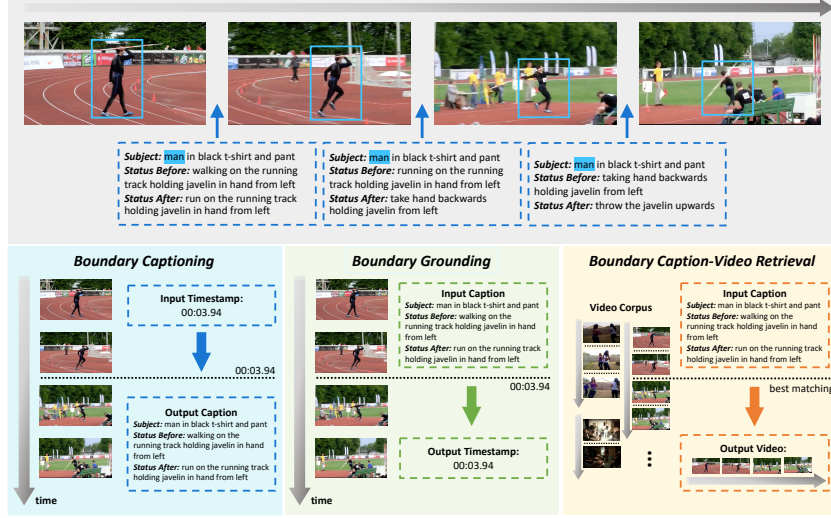 Subject: man in black t-shirt and pant
Status Before: walking on the running
track holding javelin in hand from left
Status After: run on the running track
holding javelin in hand from left
Subject: man in black t-shirt and pant
Status Before: running on the running
track holding javelin in hand from left
Status After: take hand backwards
holding javelin from left
Subject: man in black t-shirt and pant
Status Before: taking hand backwards
holding javelin from left
Status After: throw the javelin upwards
Boundary Captioning
Input Timestamp:
00:03.94
00:03.94
Output Caption
Subject: man in black t-shirt and pant
Status Before: walking on the
running track holding javelin in hand
from left
Status After: run on the running track
holding javelin in hand from left
time
Boundary Grounding
Input Caption
Subject: man in black t-shirt and pant
Status Before: walking on the
running track holding javelin in hand
from left
Status After: run on the running track
holding javelin in hand from left
00:03.94
Output Timestamp:
00:03.94
time
Boundary Caption-Video Retrieval
Video Corpus
Input Caption
Subject: man in black t-shirt and pant
Status Before: walking on the
running track holding javelin in hand
from left
Status After: run on the running track
holding javelin in hand from left
best matching
Output Video: